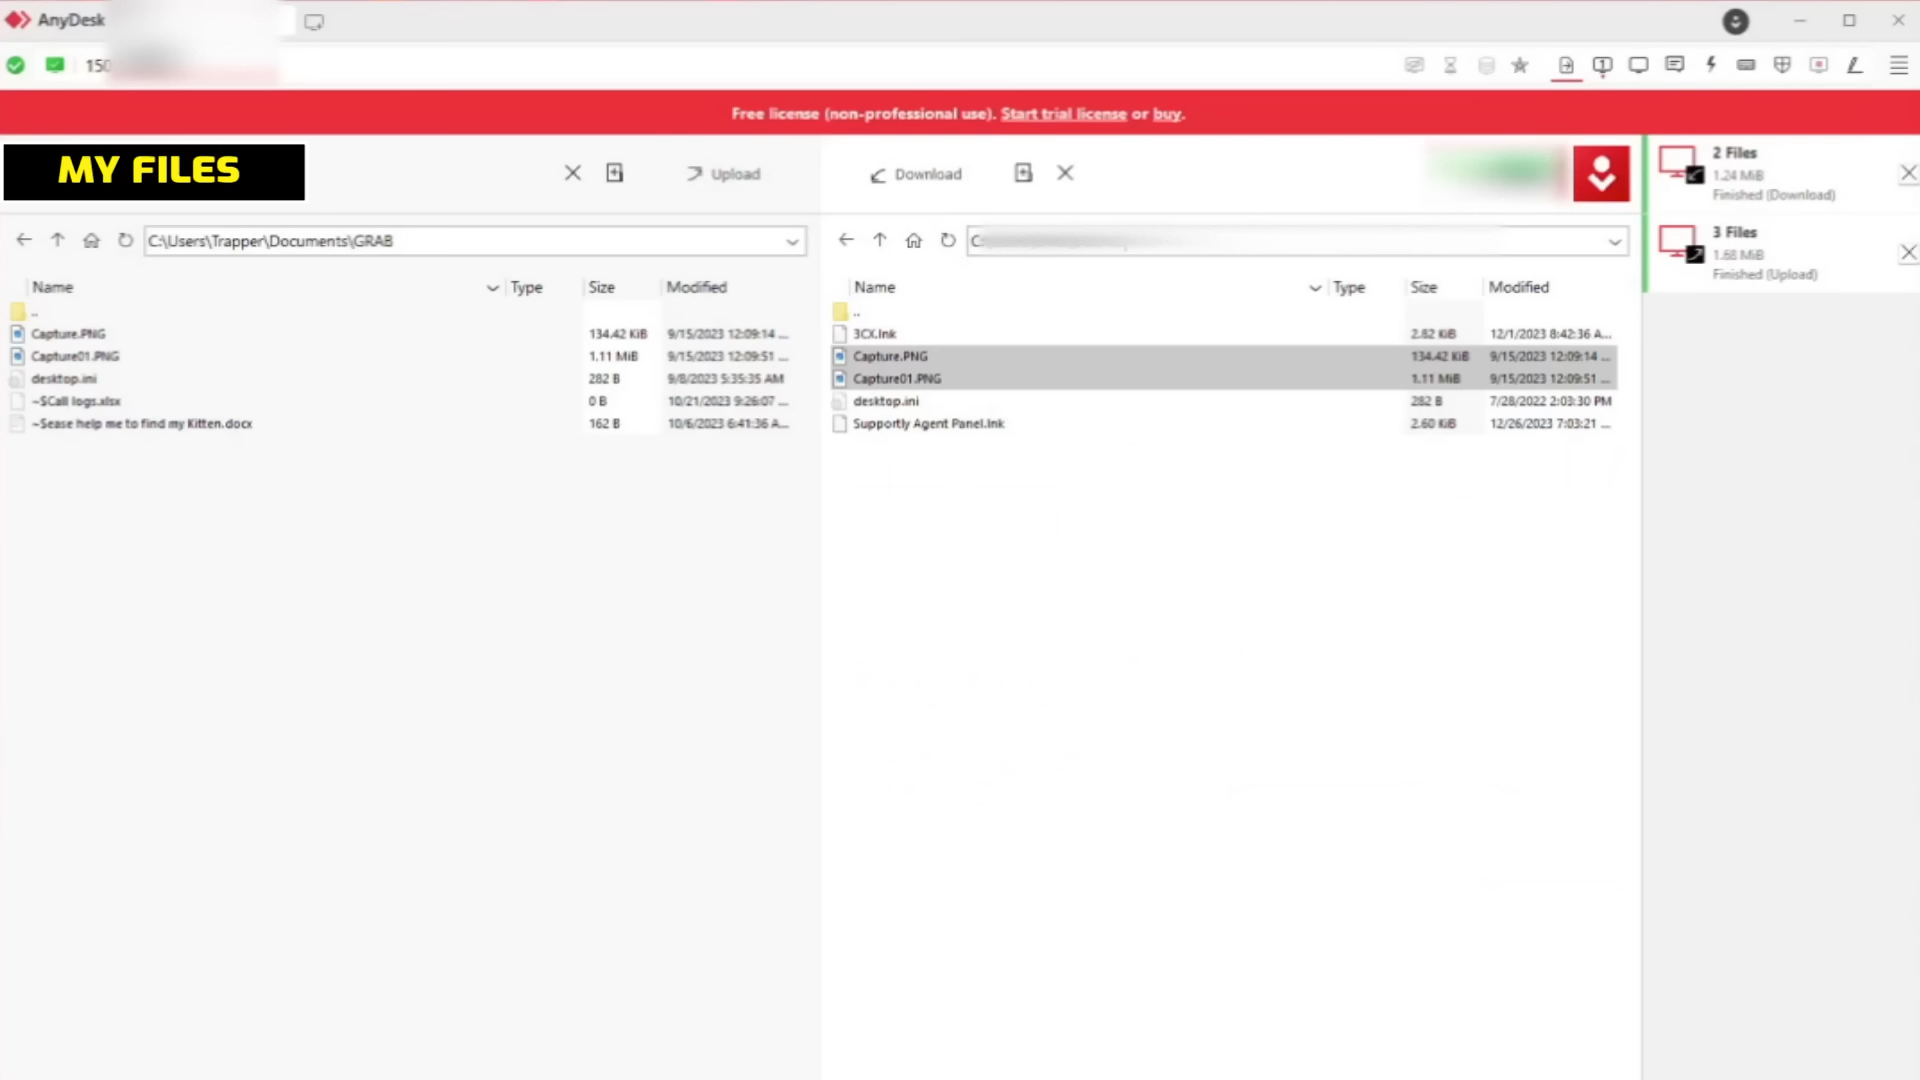 AnyDesk
150
Free license (non-professional use). Start trial license or buy.
MY FILES
Upload
Download
2 Files
1.24 MiB
Finished (Download)
3 Files
1.68 MiB
Finished (Upload)
C:\Users\Trapper\Documents\GRAB
C:
Name Type Size Modified
..
Capture.PNG 134.42 KiB 9/15/2023 12:09:14 ...
Capture01.PNG 1.11 MiB 9/15/2023 12:09:51 ...
desktop.ini 282 B 9/8/2023 5:35:35 AM
~$Call logs.xlsx 0 B 10/21/2023 9:26:07 ...
~$ease help me to find my Kitten.docx 162 B 10/6/2023 6:41:36 A...
Name Type Size Modified
..
3CX.lnk 2.82 KiB 12/1/2023 8:42:36 A...
Capture.PNG 134.42 KiB 9/15/2023 12:09:14 ...
Capture01.PNG 1.11 MiB 9/15/2023 12:09:51 ...
desktop.ini 282 B 7/28/2022 2:03:30 PM
Supportly Agent Panel.lnk 2.60 KiB 12/26/2023 7:03:21 ...